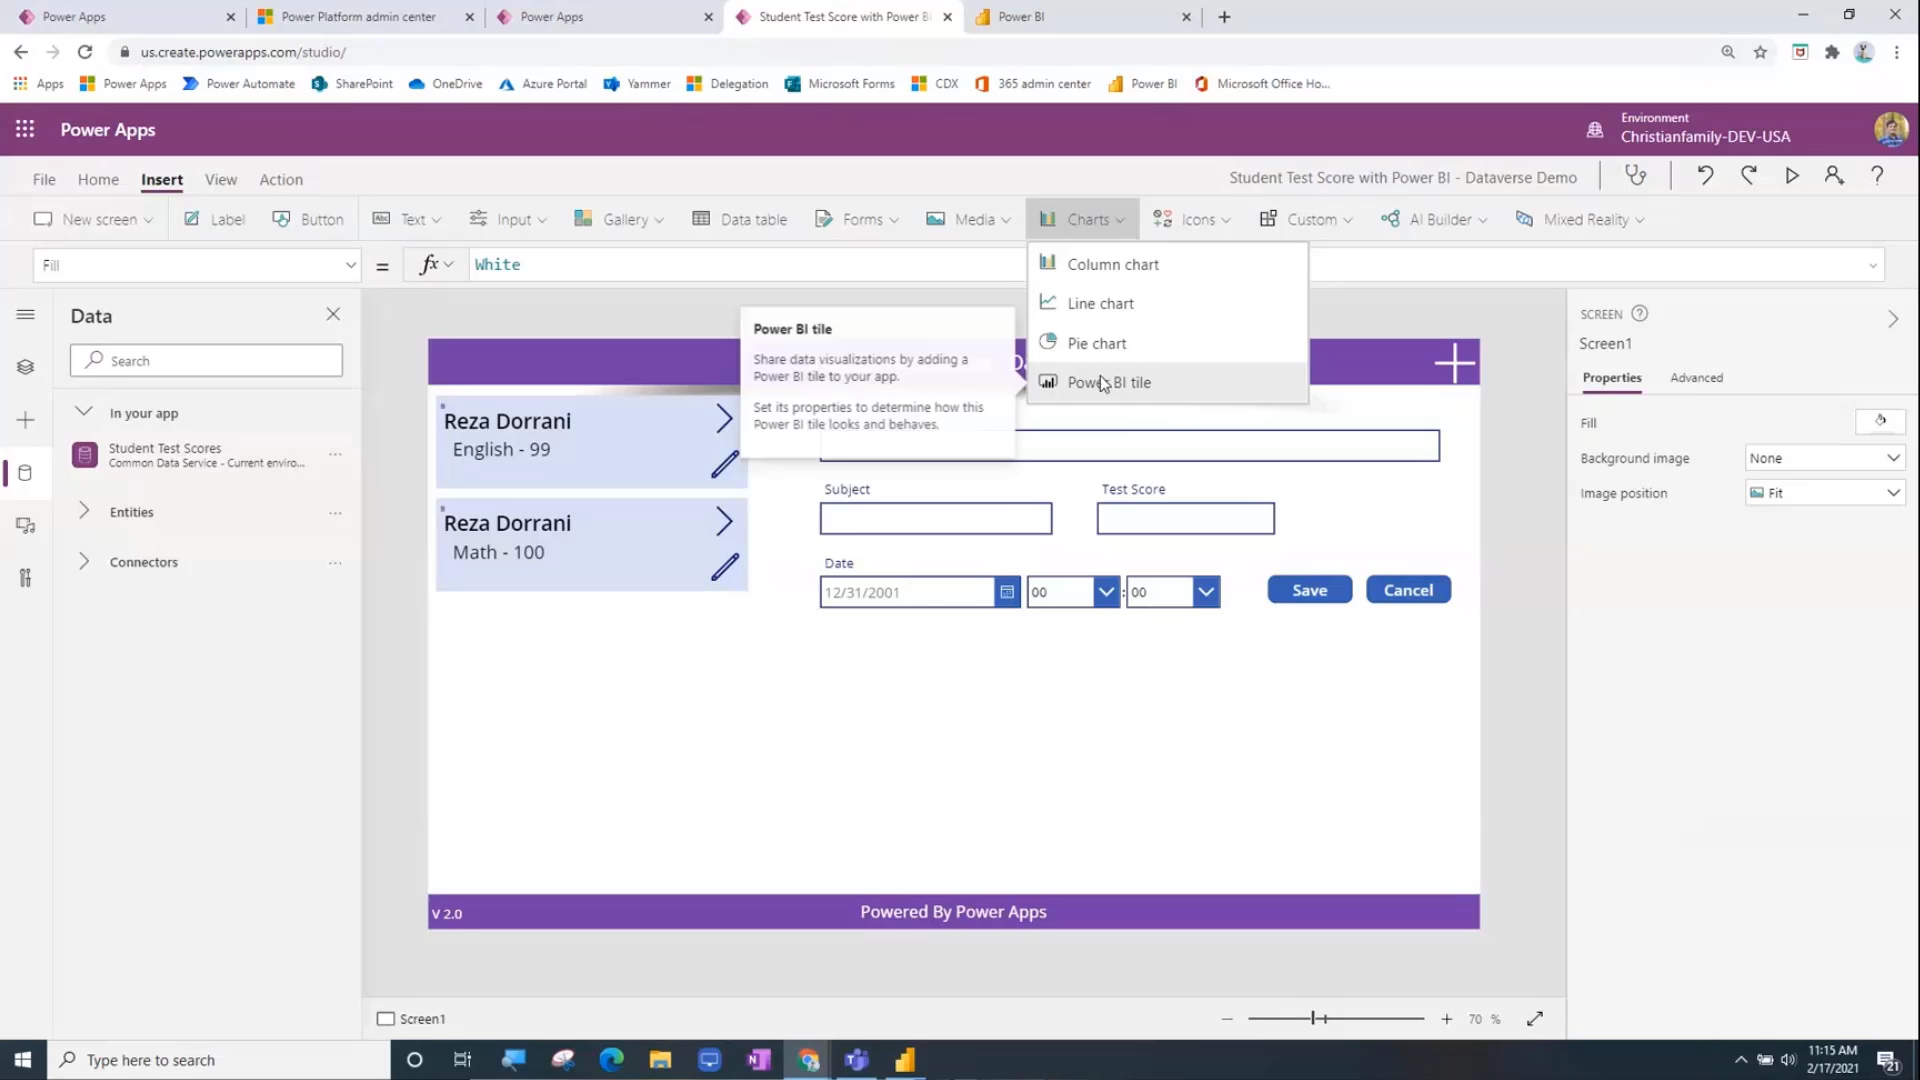 Power Apps
Power Platform admin center
Power Apps
Student Test Score with Power B
Power BI
us.create.powerapps.com/studio/
Apps
Power Apps
Power Automate
SharePoint
OneDrive
Azure Portal
Yammer
Delegation
Microsoft Forms
CDX
365 admin center
Power BI
Microsoft Office Ho...
Power Apps
Environment
Christianfamily-DEV-USA
File
Home
Insert
View
Action
Student Test Score with Power BI - Dataverse Demo
New screen
Label
Button
Text
Input
Gallery
Data table
Forms
Media
Charts
Icons
Custom
AI Builder
Mixed Reality
Fill
=
fx
White
Column chart
Line chart
Pie chart
Power BI tile
Power BI tile
Share data visualizations by adding a
Power BI tile to your app.
Set its properties to determine how this
Power BI tile looks and behaves.
Data
Search
In your app
Student Test Scores
Common Data Service - Current enviro...
Entities
Connectors
Reza Dorrani
English - 99
Reza Dorrani
Math - 100
Subject
Test Score
Date
12/31/2001
00
:
00
Save
Cancel
V 2.0
Powered By Power Apps
SCREEN
Screen1
Properties
Advanced
Fill
Background image
None
Image position
Fit
Screen1
70 %
Type here to search
11:15 AM
2/17/2021
21